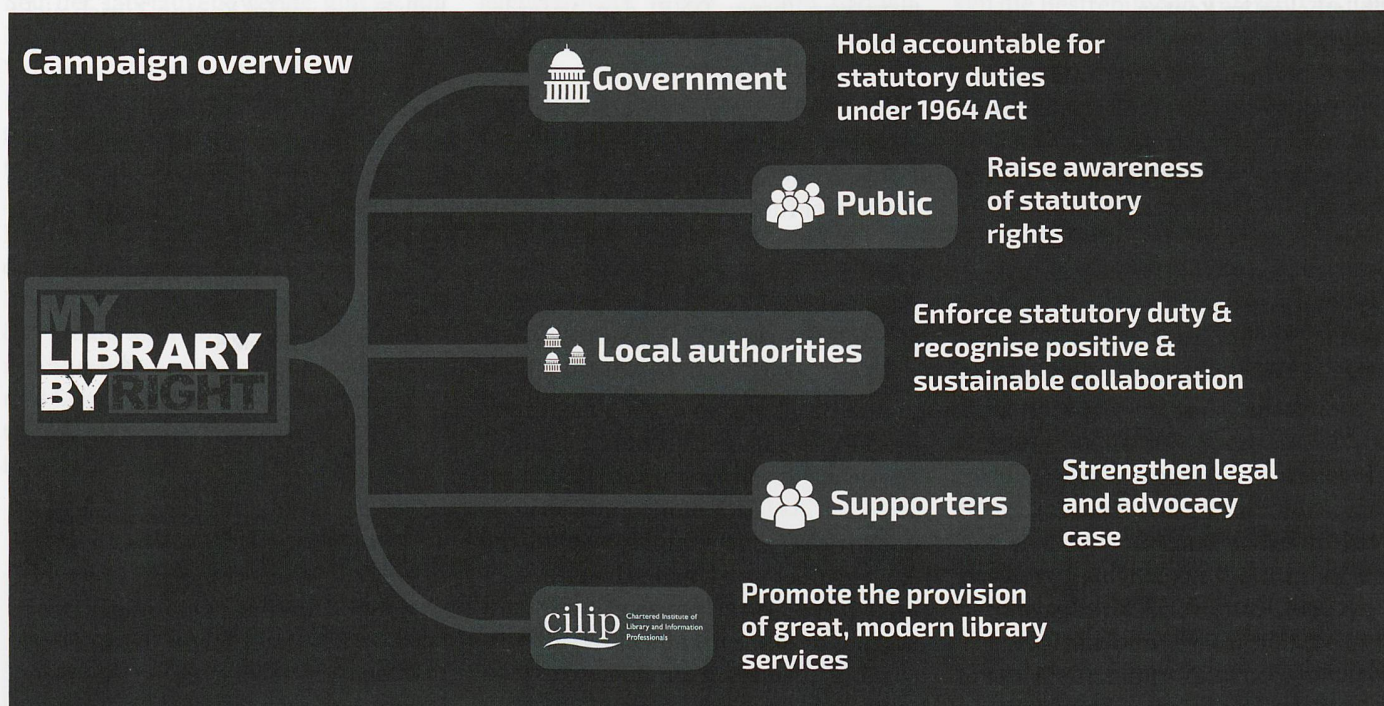 Campaign overview
Government
Hold accountable for
statutory duties
under 1964 Act
Public
Raise awareness
of statutory
rights
MY
LIBRARY
BY RIGHT
Local authorities
Enforce statutory duty &
recognise positive &
sustainable collaboration
Supporters
Strengthen legal
and advocacy
case
cilip
Chartered Institute of
Library and Information
Professionals
Promote the provision
of great, modern library
services